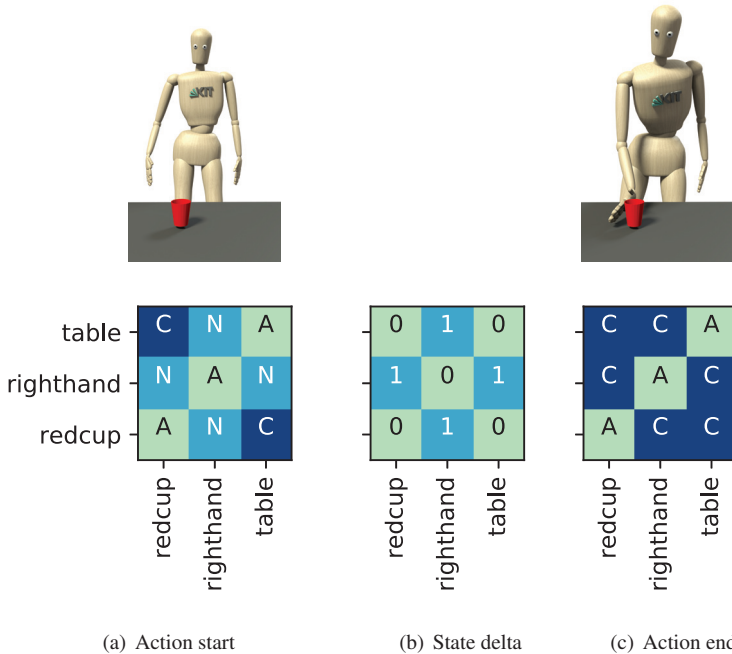 KIT
KIT
table
righthand
redcup
C N A
N A N
A N C
redcup
righthand
table
0 1 0
1 0 1
0 1 0
redcup
righthand
table
C C A
C A C
A C C
redcup
righthand
table
(a) Action start
(b) State delta
(c) Action end